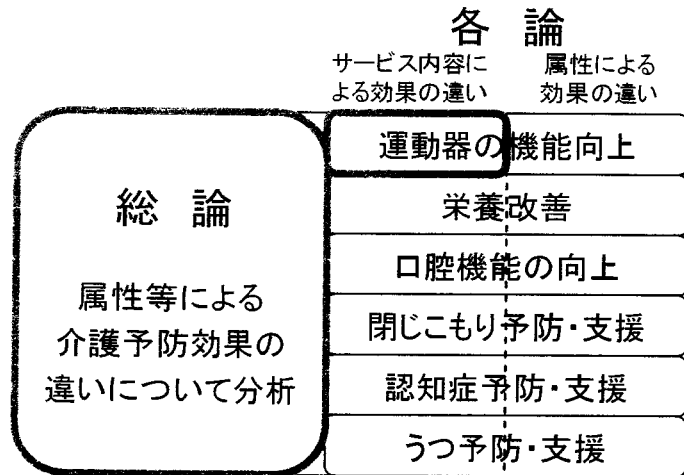 各 論
サービス内容に
よる効果の違い
属性による
効果の違い
総 論
属性等による
介護予防効果の
違いについて分析
運動器の機能向上
栄養改善
口腔機能の向上
閉じこもり予防・支援
認知症予防・支援
うつ予防・支援